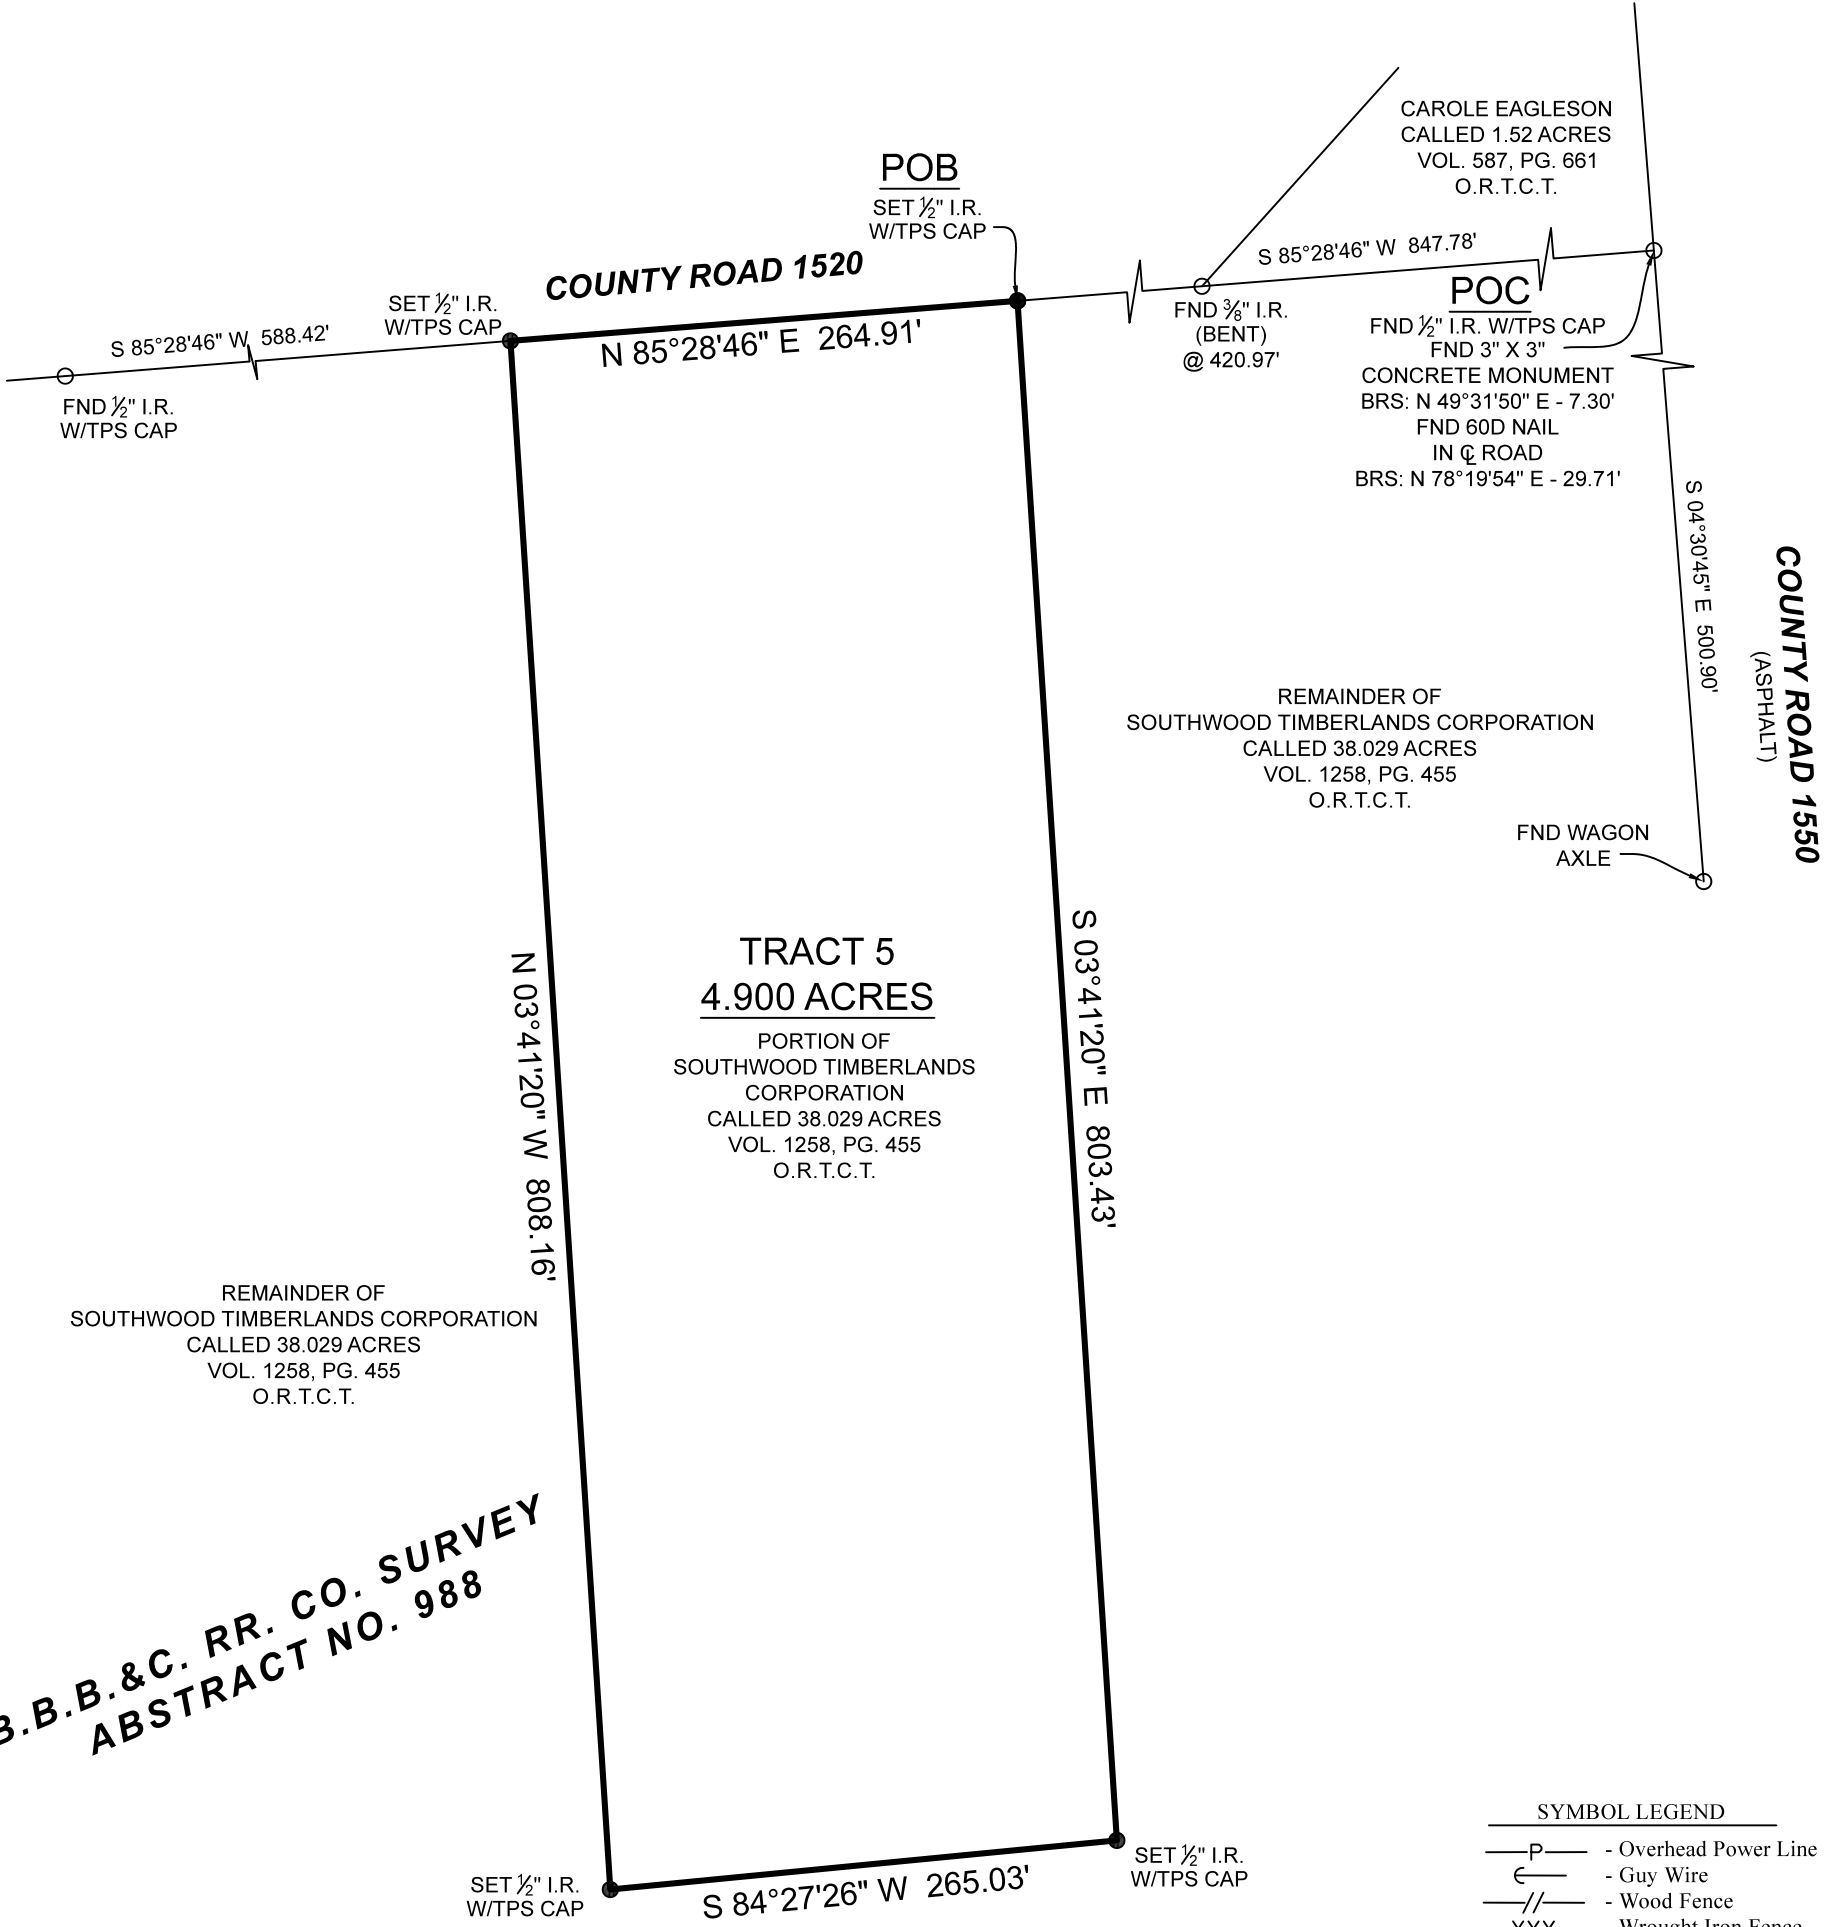 CAROLE EAGLESON
CALLED 1.52 ACRES
VOL. 587, PG. 661
O.R.T.C.T.
POB
SET ½" I.R.
W/TPS CAP
COUNTY ROAD 1520
N 85°28'46" E 264.91'
SET ½" I.R.
W/TPS CAP
S 85°28'46" W 588.42'
FND ½" I.R.
W/TPS CAP
S 85°28'46" W 847.78'
FND ⅜" I.R.
(BENT)
@ 420.97'
POC
FND ½" I.R. W/TPS CAP
FND 3" X 3"
CONCRETE MONUMENT
BRS: N 49°31'50" E - 7.30'
FND 60D NAIL
IN ℄ ROAD
BRS: N 78°19'54" E - 29.71'
S 04°30'45" E 500.90'
COUNTY ROAD 1550
(ASPHALT)
REMAINDER OF
SOUTHWOOD TIMBERLANDS CORPORATION
CALLED 38.029 ACRES
VOL. 1258, PG. 455
O.R.T.C.T.
FND WAGON
AXLE
N 03°41'20" W 808.16'
TRACT 5
4.900 ACRES
PORTION OF
SOUTHWOOD TIMBERLANDS
CORPORATION
CALLED 38.029 ACRES
VOL. 1258, PG. 455
O.R.T.C.T.
S 03°41'20" E 803.43'
REMAINDER OF
SOUTHWOOD TIMBERLANDS CORPORATION
CALLED 38.029 ACRES
VOL. 1258, PG. 455
O.R.T.C.T.
B.B.B.&C. RR. CO. SURVEY
ABSTRACT NO. 988
SET ½" I.R.
W/TPS CAP
S 84°27'26" W 265.03'
SET ½" I.R.
W/TPS CAP
SYMBOL LEGEND
P - Overhead Power Line
- Guy Wire
// - Wood Fence
XXX - Wrought Iron Fence